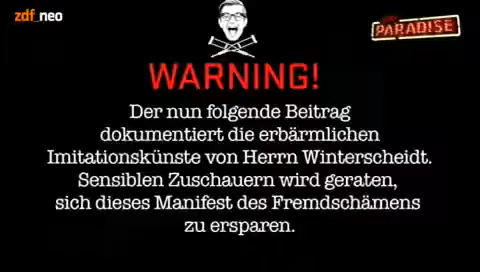 zdf_neo
PARADISE
WARNING!
Der nun folgende Beitrag
dokumentiert die erbärmlichen
Imitationskünste von Herrn Winterscheidt.
Sensiblen Zuschauern wird geraten,
sich dieses Manifest des Fremdschämens
zu ersparen.